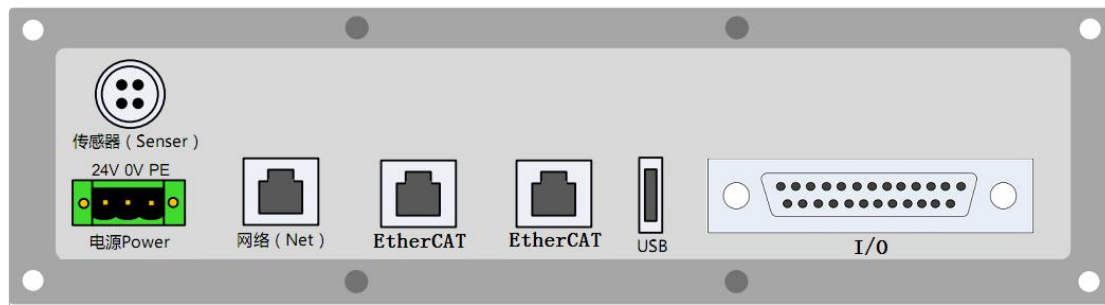 传感器（Senser）
24V 0V PE
电源Power
网络（Net）
EtherCAT
EtherCAT
USB
I/O